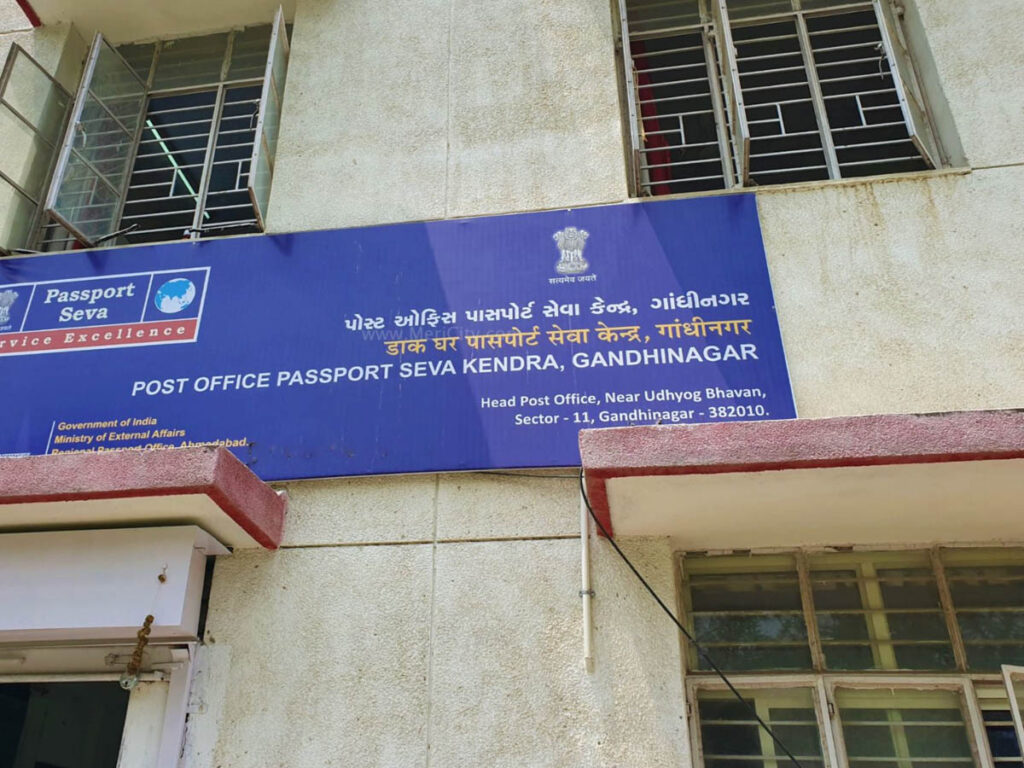 Passport
Seva
Service Excellence
सत्यमेव जयते
પોસ્ટ ઓફિસ પાસપોર્ટ સેવા કેન્દ્ર, ગાંધીનગર
www.MeriCity.com
डाक घर पासपोर्ट सेवा केन्द्र, गांधीनगर
POST OFFICE PASSPORT SEVA KENDRA, GANDHINAGAR
Head Post Office, Near Udhyog Bhavan,
Sector - 11, Gandhinagar - 382010.
Government of India
Ministry of External Affairs
Regional Passport Office, Ahmedabad.